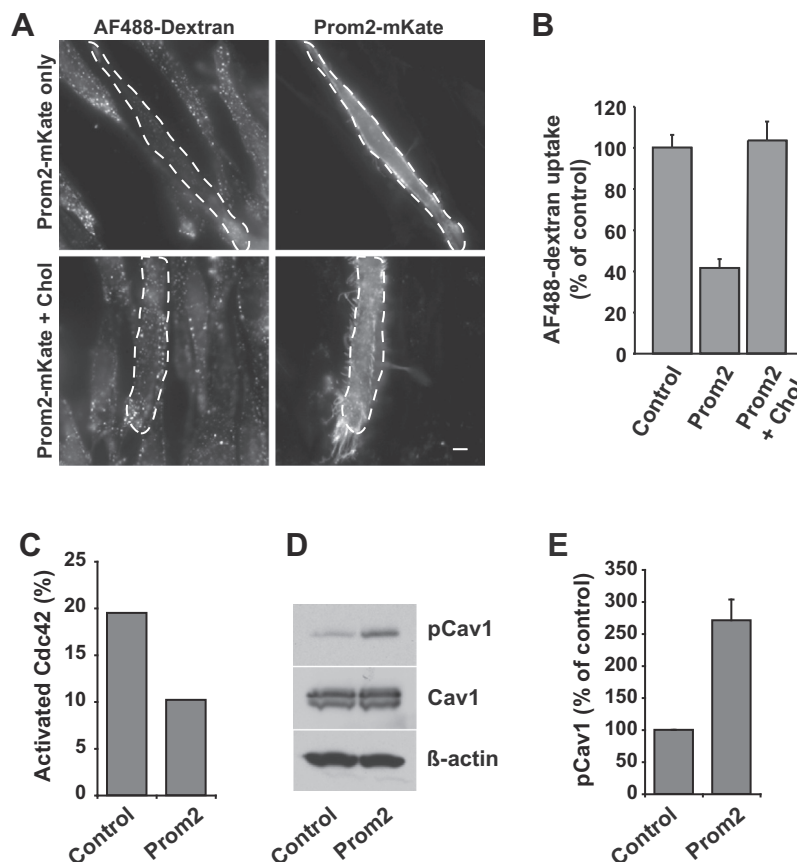 A
AF488-Dextran
Prom2-mKate
Prom2-mKate only
Prom2-mKate + Chol
B
AF488-dextran uptake
(% of control)
120
100
80
60
40
20
0
Control
Prom2
Prom2
+ Chol
C
Activated Cdc42 (%)
25
20
15
10
5
0
Control
Prom2
D
pCav1
Cav1
ß-actin
Control
Prom2
E
pCav1 (% of control)
350
300
250
200
150
100
50
0
Control
Prom2